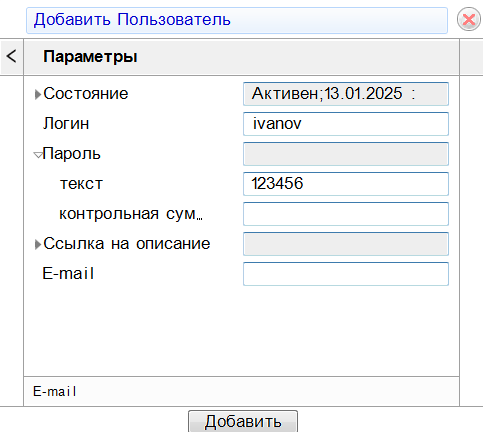 Добавить Пользователь
Параметры
Состояние Активен;13.01.2025 :
Логин ivanov
Пароль
текст 123456
контрольная сум...
Ссылка на описание
E-mail
E-mail
Добавить